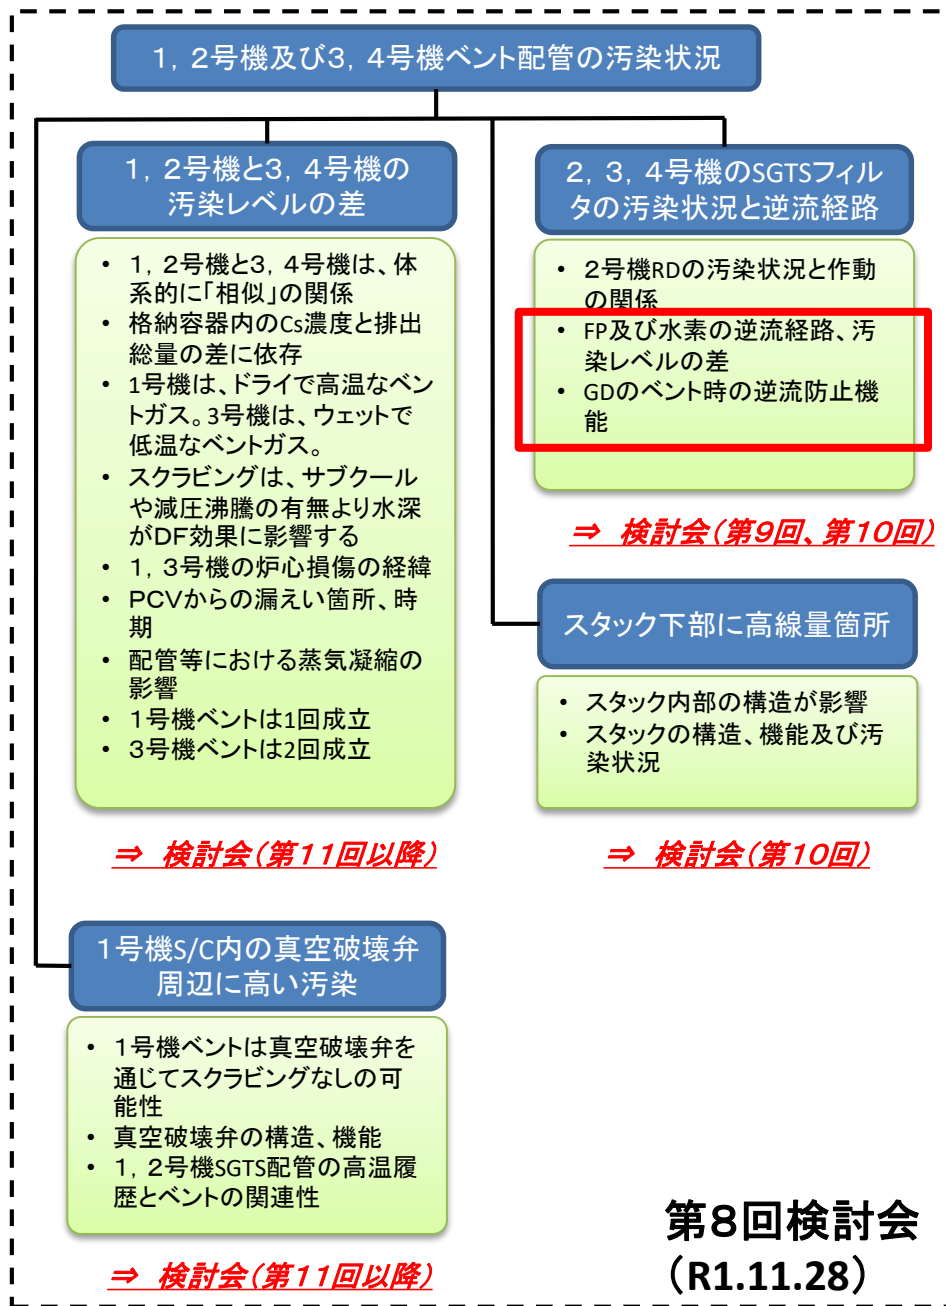 １，２号機及び３，４号機ベント配管の汚染状況
１，２号機と３，４号機の
汚染レベルの差
• １，２号機と３，４号機は、体
系的に「相似」の関係
• 格納容器内のCs濃度と排出
総量の差に依存
• 1号機は、ドライで高温なベン
トガス。3号機は、ウェットで
低温なベントガス。
• スクラビングは、サブクール
や減圧沸騰の有無より水深
がDF効果に影響する
• １，３号機の炉心損傷の経緯
• ＰＣＶからの漏えい箇所、時
期
• 配管等における蒸気凝縮の
影響
• １号機ベントは1回成立
• ３号機ベントは2回成立
⇒　検討会（第１１回以降）
２，３，４号機のSGTSフィル
タの汚染状況と逆流経路
• ２号機RDの汚染状況と作動
の関係
• FP及び水素の逆流経路、汚
染レベルの差
• GDのベント時の逆流防止機
能
⇒　検討会（第９回、第１０回）
スタック下部に高線量箇所
• スタック内部の構造が影響
• スタックの構造、機能及び汚
染状況
⇒　検討会（第１０回）
１号機S/C内の真空破壊弁
周辺に高い汚染
• １号機ベントは真空破壊弁を
通じてスクラビングなしの可
能性
• 真空破壊弁の構造、機能
• １，２号機SGTS配管の高温履
歴とベントの関連性
⇒　検討会（第１１回以降）
第８回検討会
（R1.11.28）